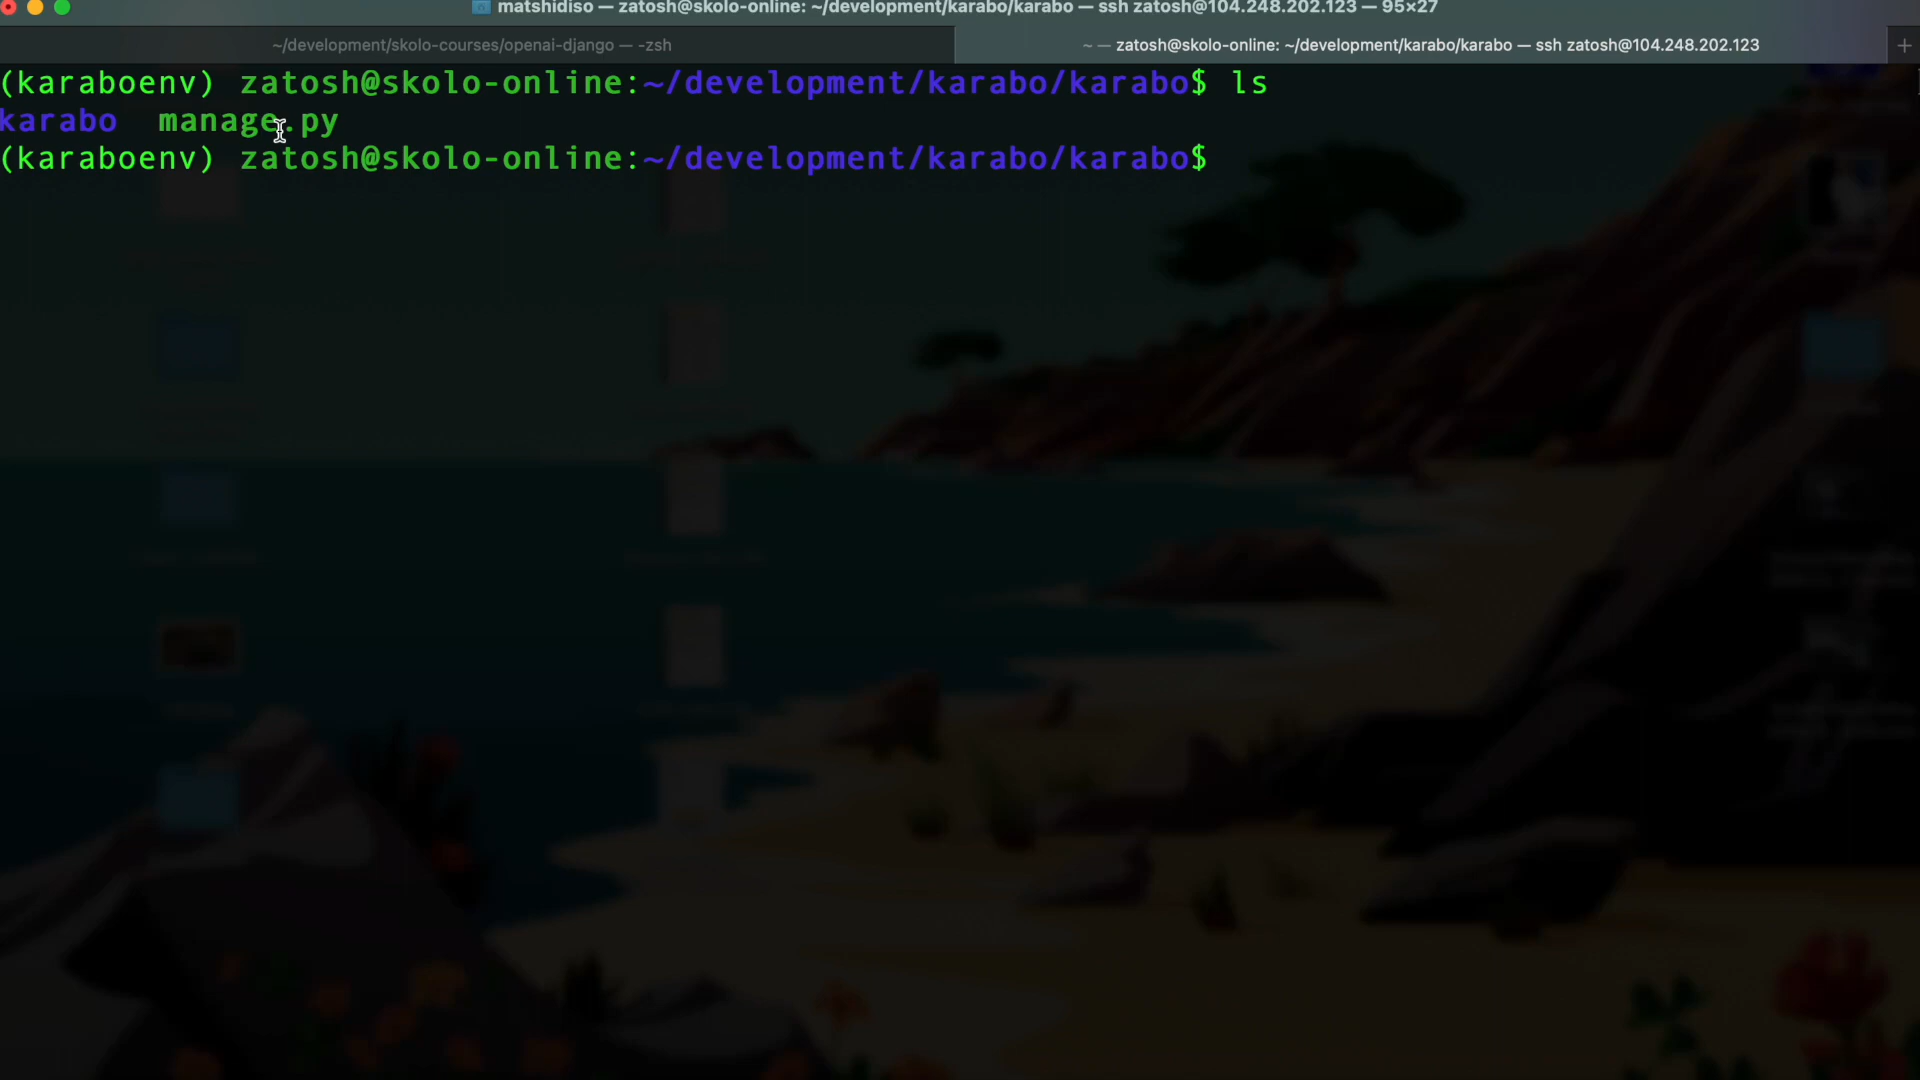 matshidiso — zatosh@skolo-online: ~/development/karabo/karabo — ssh zatosh@104.248.202.123 — 95×27
~/development/skolo-courses/openai-django — -zsh
~ — zatosh@skolo-online: ~/development/karabo/karabo — ssh zatosh@104.248.202.123
+
(karaboenv) zatosh@skolo-online:~/development/karabo/karabo$ ls
karabo manage.py
(karaboenv) zatosh@skolo-online:~/development/karabo/karabo$